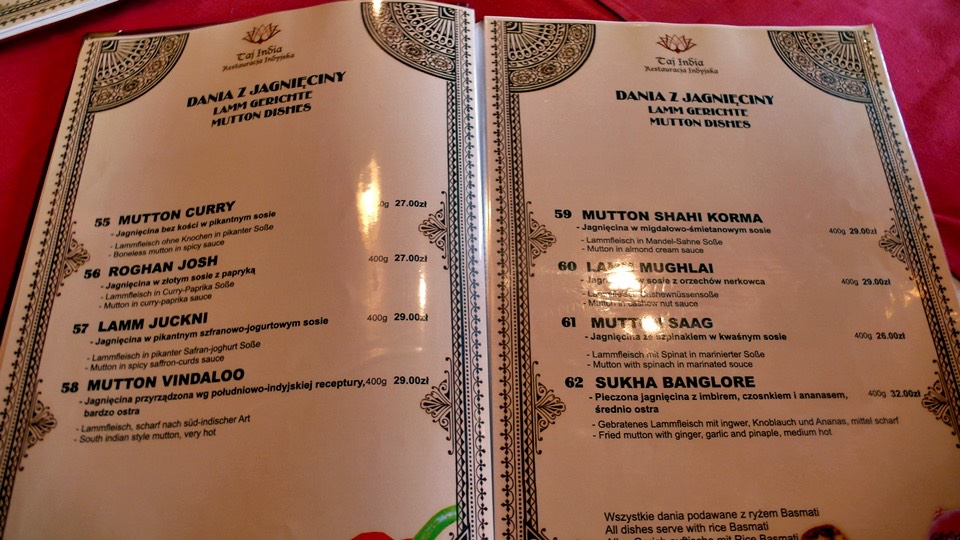 Taj India
Restauracja Indyjska
DANIA Z JAGNIĘCINY
LAMM GERICHTE
MUTTON DISHES
55 MUTTON CURRY
- Jagnięcina bez kości w pikantnym sosie 27.00zł
- Lammfleisch ohne Knochen in pikanter Soße
- Boneless mutton in spicy sauce
56 ROGHAN JOSH
- Jagnięcina w złotym sosie z papryką 400g 27.00zł
- Lammfleisch in Curry-Paprika Soße
- Mutton in curry-paprika sauce
57 LAMM JUCKNI
- Jagnięcina w pikantnym szfranowo-jogurtowym sosie 400g 29.00zł
- Lammfleisch in pikanter Safran-joghurt Soße
- Mutton in spicy saffron-curds sauce
58 MUTTON VINDALOO
- Jagnięcina przyrządzona wg południowo-indyjskiej receptury, 400g 29.00zł
bardzo ostra
- Lammfleisch, scharf nach süd-indischer Art
- South indian style mutton, very hot
Taj India
Restauracja Indyjska
DANIA Z JAGNIĘCINY
LAMM GERICHTE
MUTTON DISHES
59 MUTTON SHAHI KORMA
- Jagnięcina w migdałowo-śmietanowym sosie 400g 29.00zł
- Lammfleisch in Mandel-Sahne Soße
- Mutton in almond cream sauce
60 LAMM MUGHLAI
w sosie z orzechów nerkowca 400g 29.00zł
- Mutton in cashew nut sauce
61 MUTTON SAAG
- Jagnięcina ze szpinakiem w kwaśnym sosie 400g 26.00zł
- Lammfleisch mit Spinat in marinierter Soße
- Mutton with spinach in marinated souce
62 SUKHA BANGLORE
- Pieczona jagnięcina z imbirem, czosnkiem i ananasem, 400g 32.00zł
średnio ostra
- Gebratenes Lammfleisch mit ingwer, Knoblauch und Ananas, mittel scharf
- Fried mutton with ginger, garlic and pinaple, medium hot
Wszystkie dania podawane z ryżem Basmati
All dishes serve with rice Basmati
mit Rice Basmati